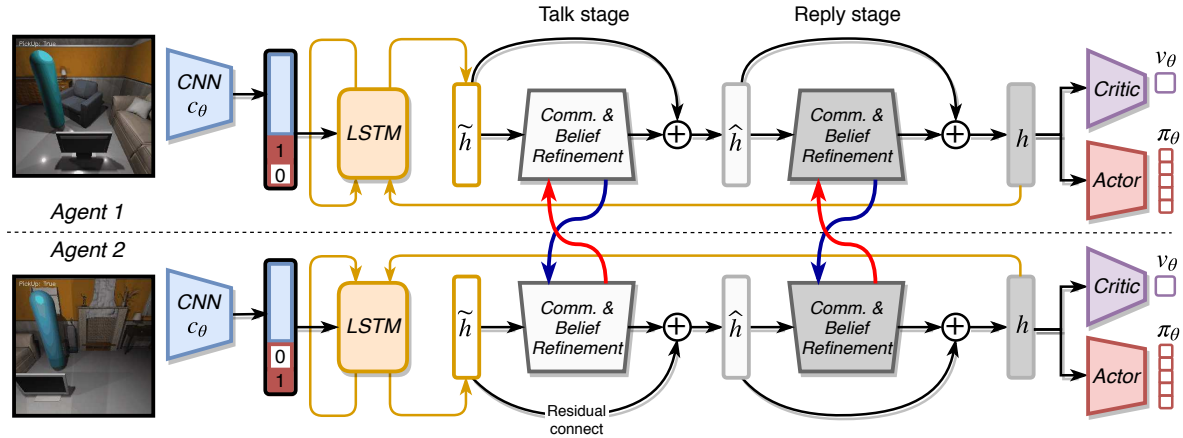 Talk stage
Reply stage
PickUp: True
CNN
cθ
1
0
LSTM
h̃
Comm. &
Belief
Refinement
+
ĥ
Comm. &
Belief
Refinement
+
h
Critic
vθ
πθ
Actor
Agent 1
Agent 2
PickUp: True
CNN
cθ
0
1
LSTM
h̃
Comm. &
Belief
Refinement
+
ĥ
Comm. &
Belief
Refinement
+
h
Critic
vθ
πθ
Actor
Residual
connect